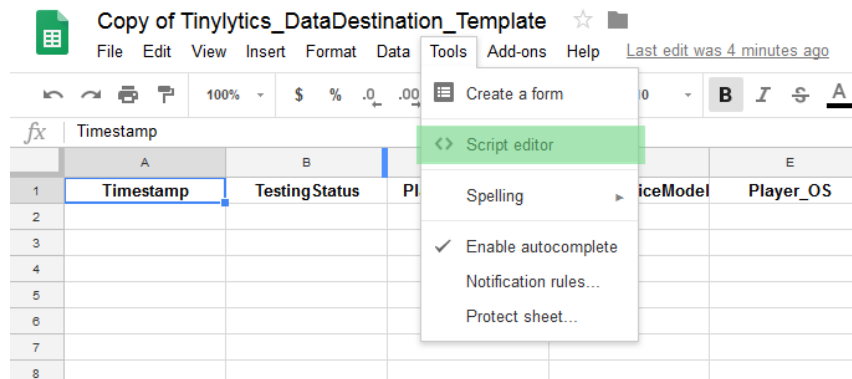 Copy of Tinylytics_DataDestination_Template
File Edit View Insert Format Data Tools Add-ons Help Last edit was 4 minutes ago
100% $ % .0 .00 B I S A
Create a form
fx Timestamp
Script editor
A B E
1 Timestamp TestingStatus Pl iceModel Player_OS
Spelling
2
3
Enable autocomplete
4
Notification rules...
5
Protect sheet...
6
7
8